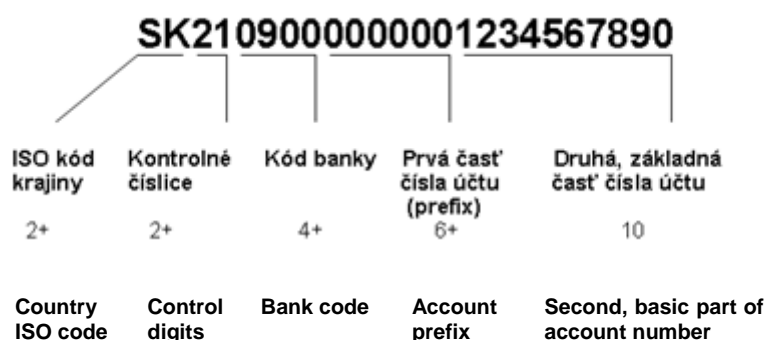 SK2109000000001234567890
ISO kód Kontrolné Kód banky Prvá časť Druhá, základná
krajiny číslice čísla účtu časť čísla účtu
(prefix)
2+ 2+ 4+ 6+ 10
Country Control Bank code Account Second, basic part of
ISO code digits prefix account number